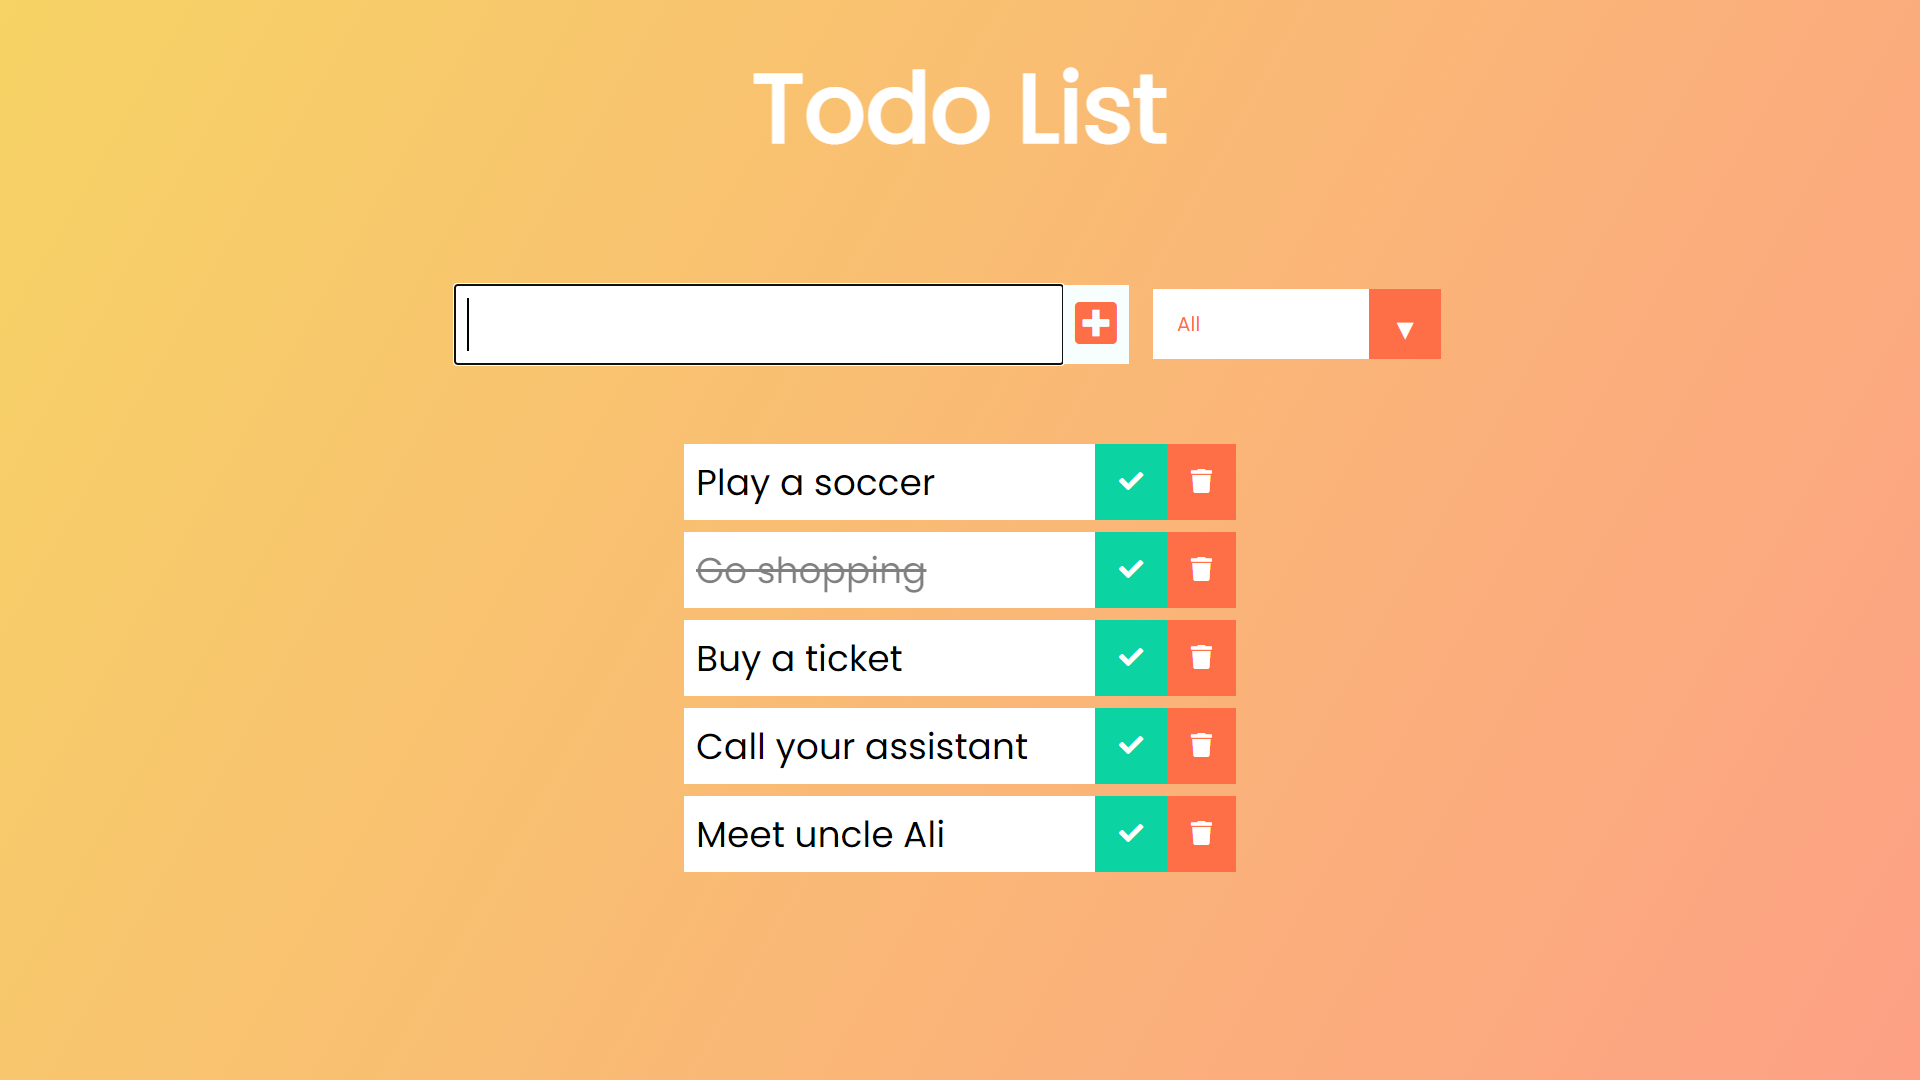 Todo List
All
Play a soccer
Go shopping
Buy a ticket
Call your assistant
Meet uncle Ali